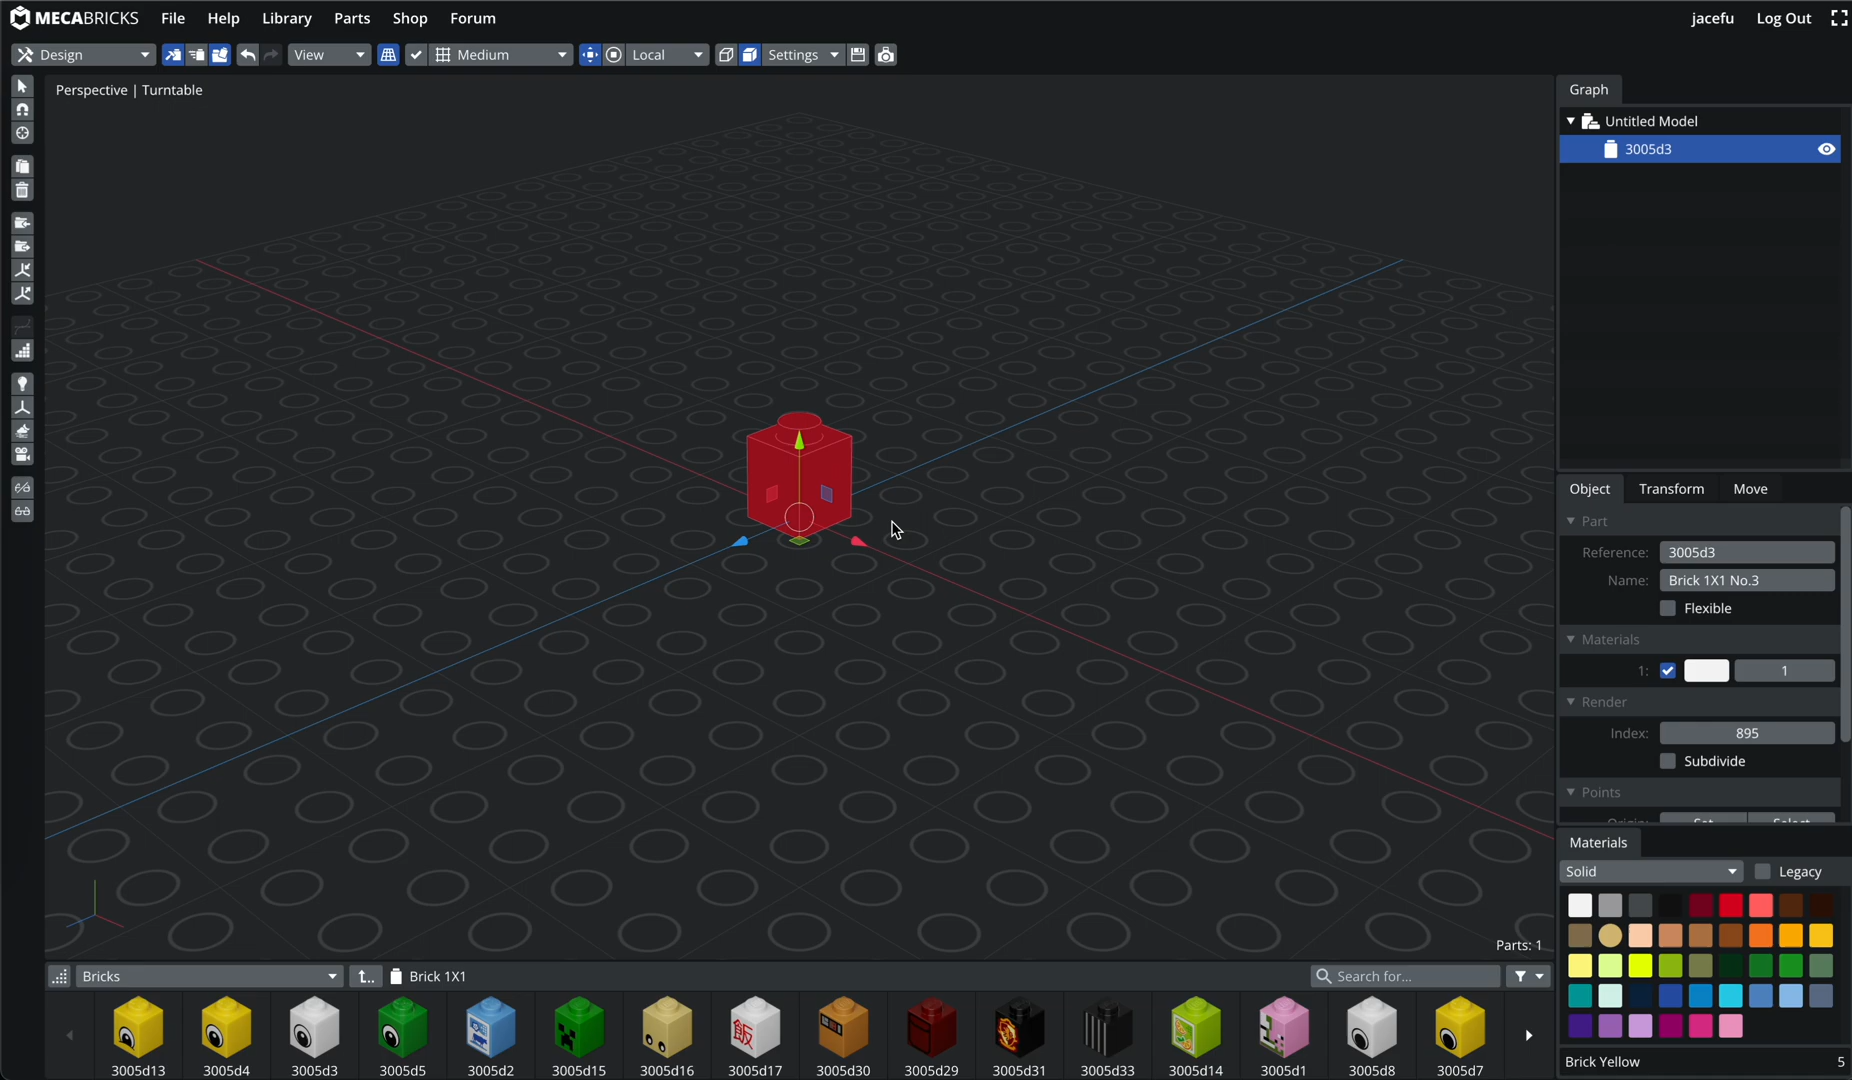 MECABRICKS File Help Library Parts Shop Forum jacefu Log Out
Design View Medium Local Settings
Perspective | Turntable
Graph
Untitled Model
3005d3
Object Transform Move
Part
Reference: 3005d3
Name: Brick 1X1 No.3
Flexible
Materials
1: 1
Render
Index: 895
Subdivide
Points
Origin: Set Select
Materials
Solid Legacy
Brick Yellow 5
Parts: 1
Bricks t.. Brick 1X1 Search for...
飯
3005d13 3005d4 3005d3 3005d5 3005d2 3005d15 3005d16 3005d17 3005d30 3005d29 3005d31 3005d33 3005d14 3005d1 3005d8 3005d7